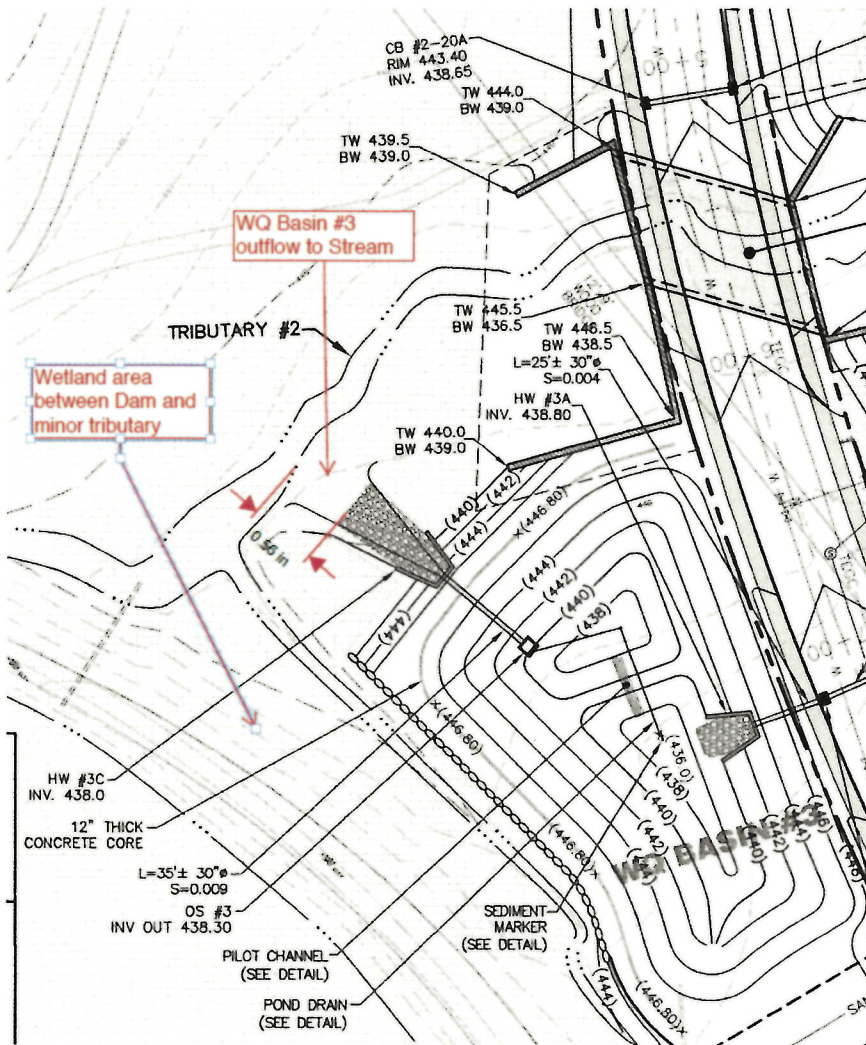 CB #2-20A
RIM 443.40
INV. 438.65
5+00
TW 444.0
BW 439.0
TW 439.5
BW 439.0
WQ Basin #3
outflow to Stream
TRIBUTARY #2
TW 445.5
BW 436.5
TW 446.5
BW 438.5
L=25'± 30"ø
S=0.004
HW #3A
INV. 438.80
Wetland area
between Dam and
minor tributary
TW 440.0
BW 439.0
(442)
(440)
(444)
X(446.80)
0.56 in
(444)
(442)
(440)
(438)
(444)
X(446.80)
(436.0)
(438)
(440)
(442)
(446.80)X
WQ BASIN #3
(440)
(442)
(444)
(446)
(448)
HW #3C
INV. 438.0
12" THICK
CONCRETE CORE
L=35'± 30"ø
S=0.009
OS #3
INV OUT 438.30
PILOT CHANNEL
(SEE DETAIL)
POND DRAIN
(SEE DETAIL)
SEDIMENT
MARKER
(SEE DETAIL)
(444)
(446.80)X
SAN